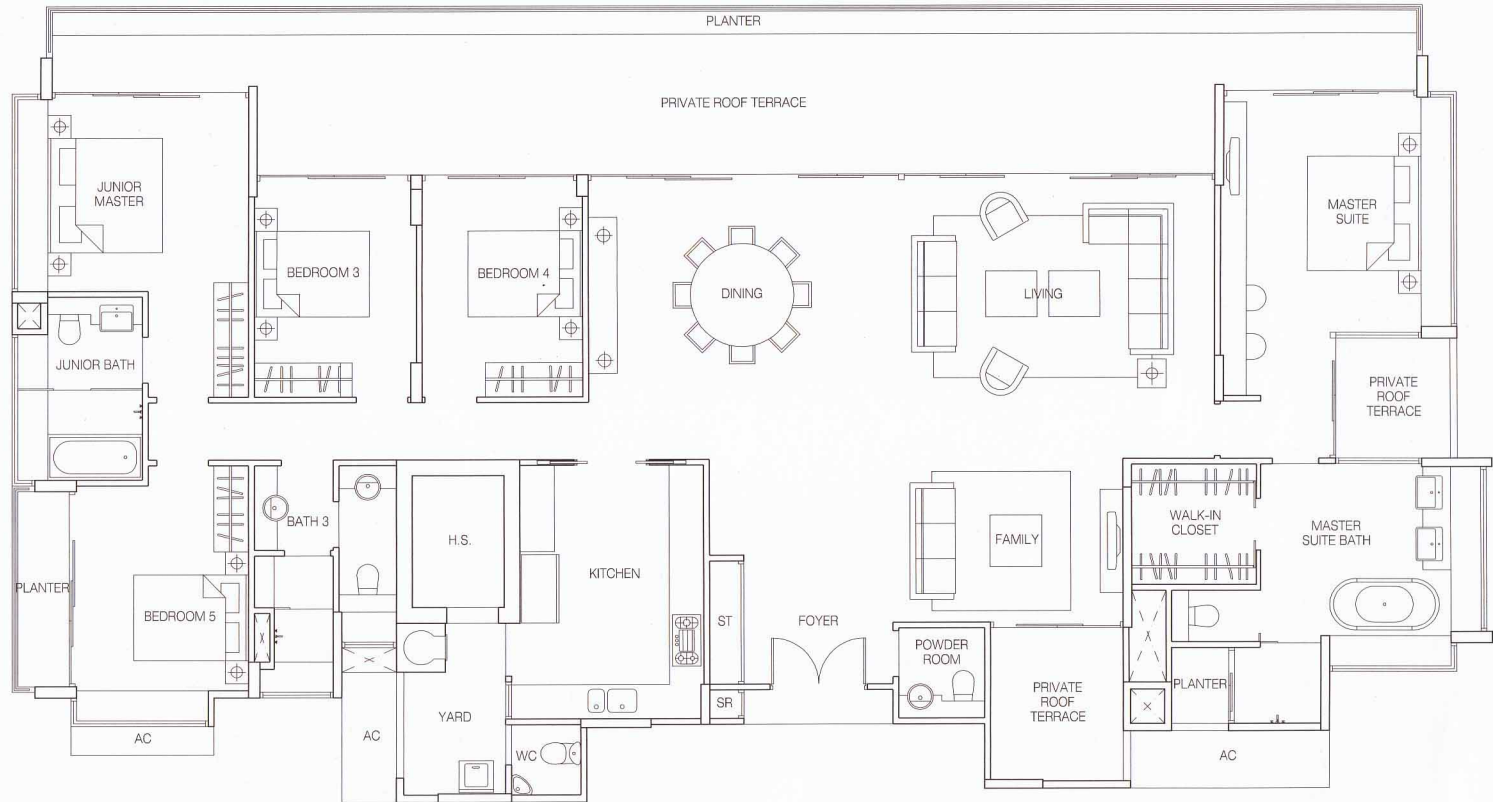 PLANTER
PRIVATE ROOF TERRACE
JUNIOR
MASTER
MASTER
SUITE
BEDROOM 3
BEDROOM 4
DINING
LIVING
JUNIOR BATH
PRIVATE
ROOF
TERRACE
BATH 3
H.S.
KITCHEN
FAMILY
WALK-IN
CLOSET
MASTER
SUITE BATH
PLANTER
BEDROOM 5
ST
FOYER
POWDER
ROOM
PRIVATE
ROOF
TERRACE
PLANTER
SR
YARD
AC
AC
WC
AC